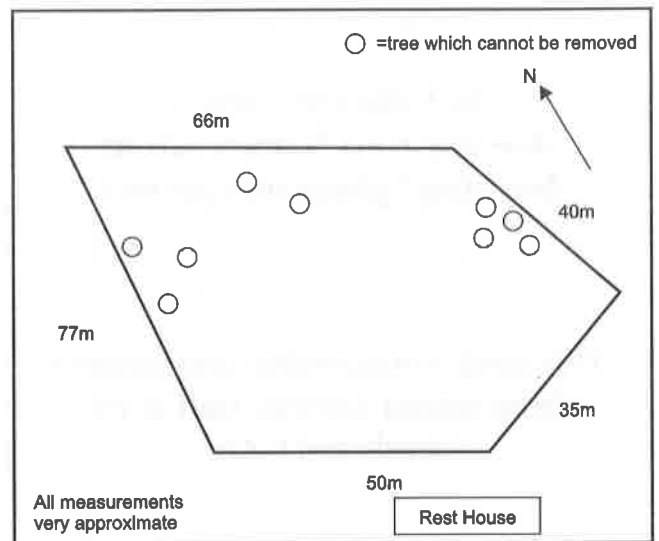 =tree which cannot be removed
N
66m
40m
77m
35m
50m
All measurements
very approximate
Rest House